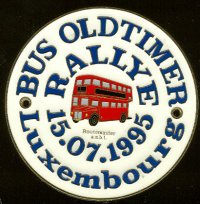 BUS OLDTIMER
RALLYE
Routemaster
a.s.b.l.
15.07.1995
Luxembourg